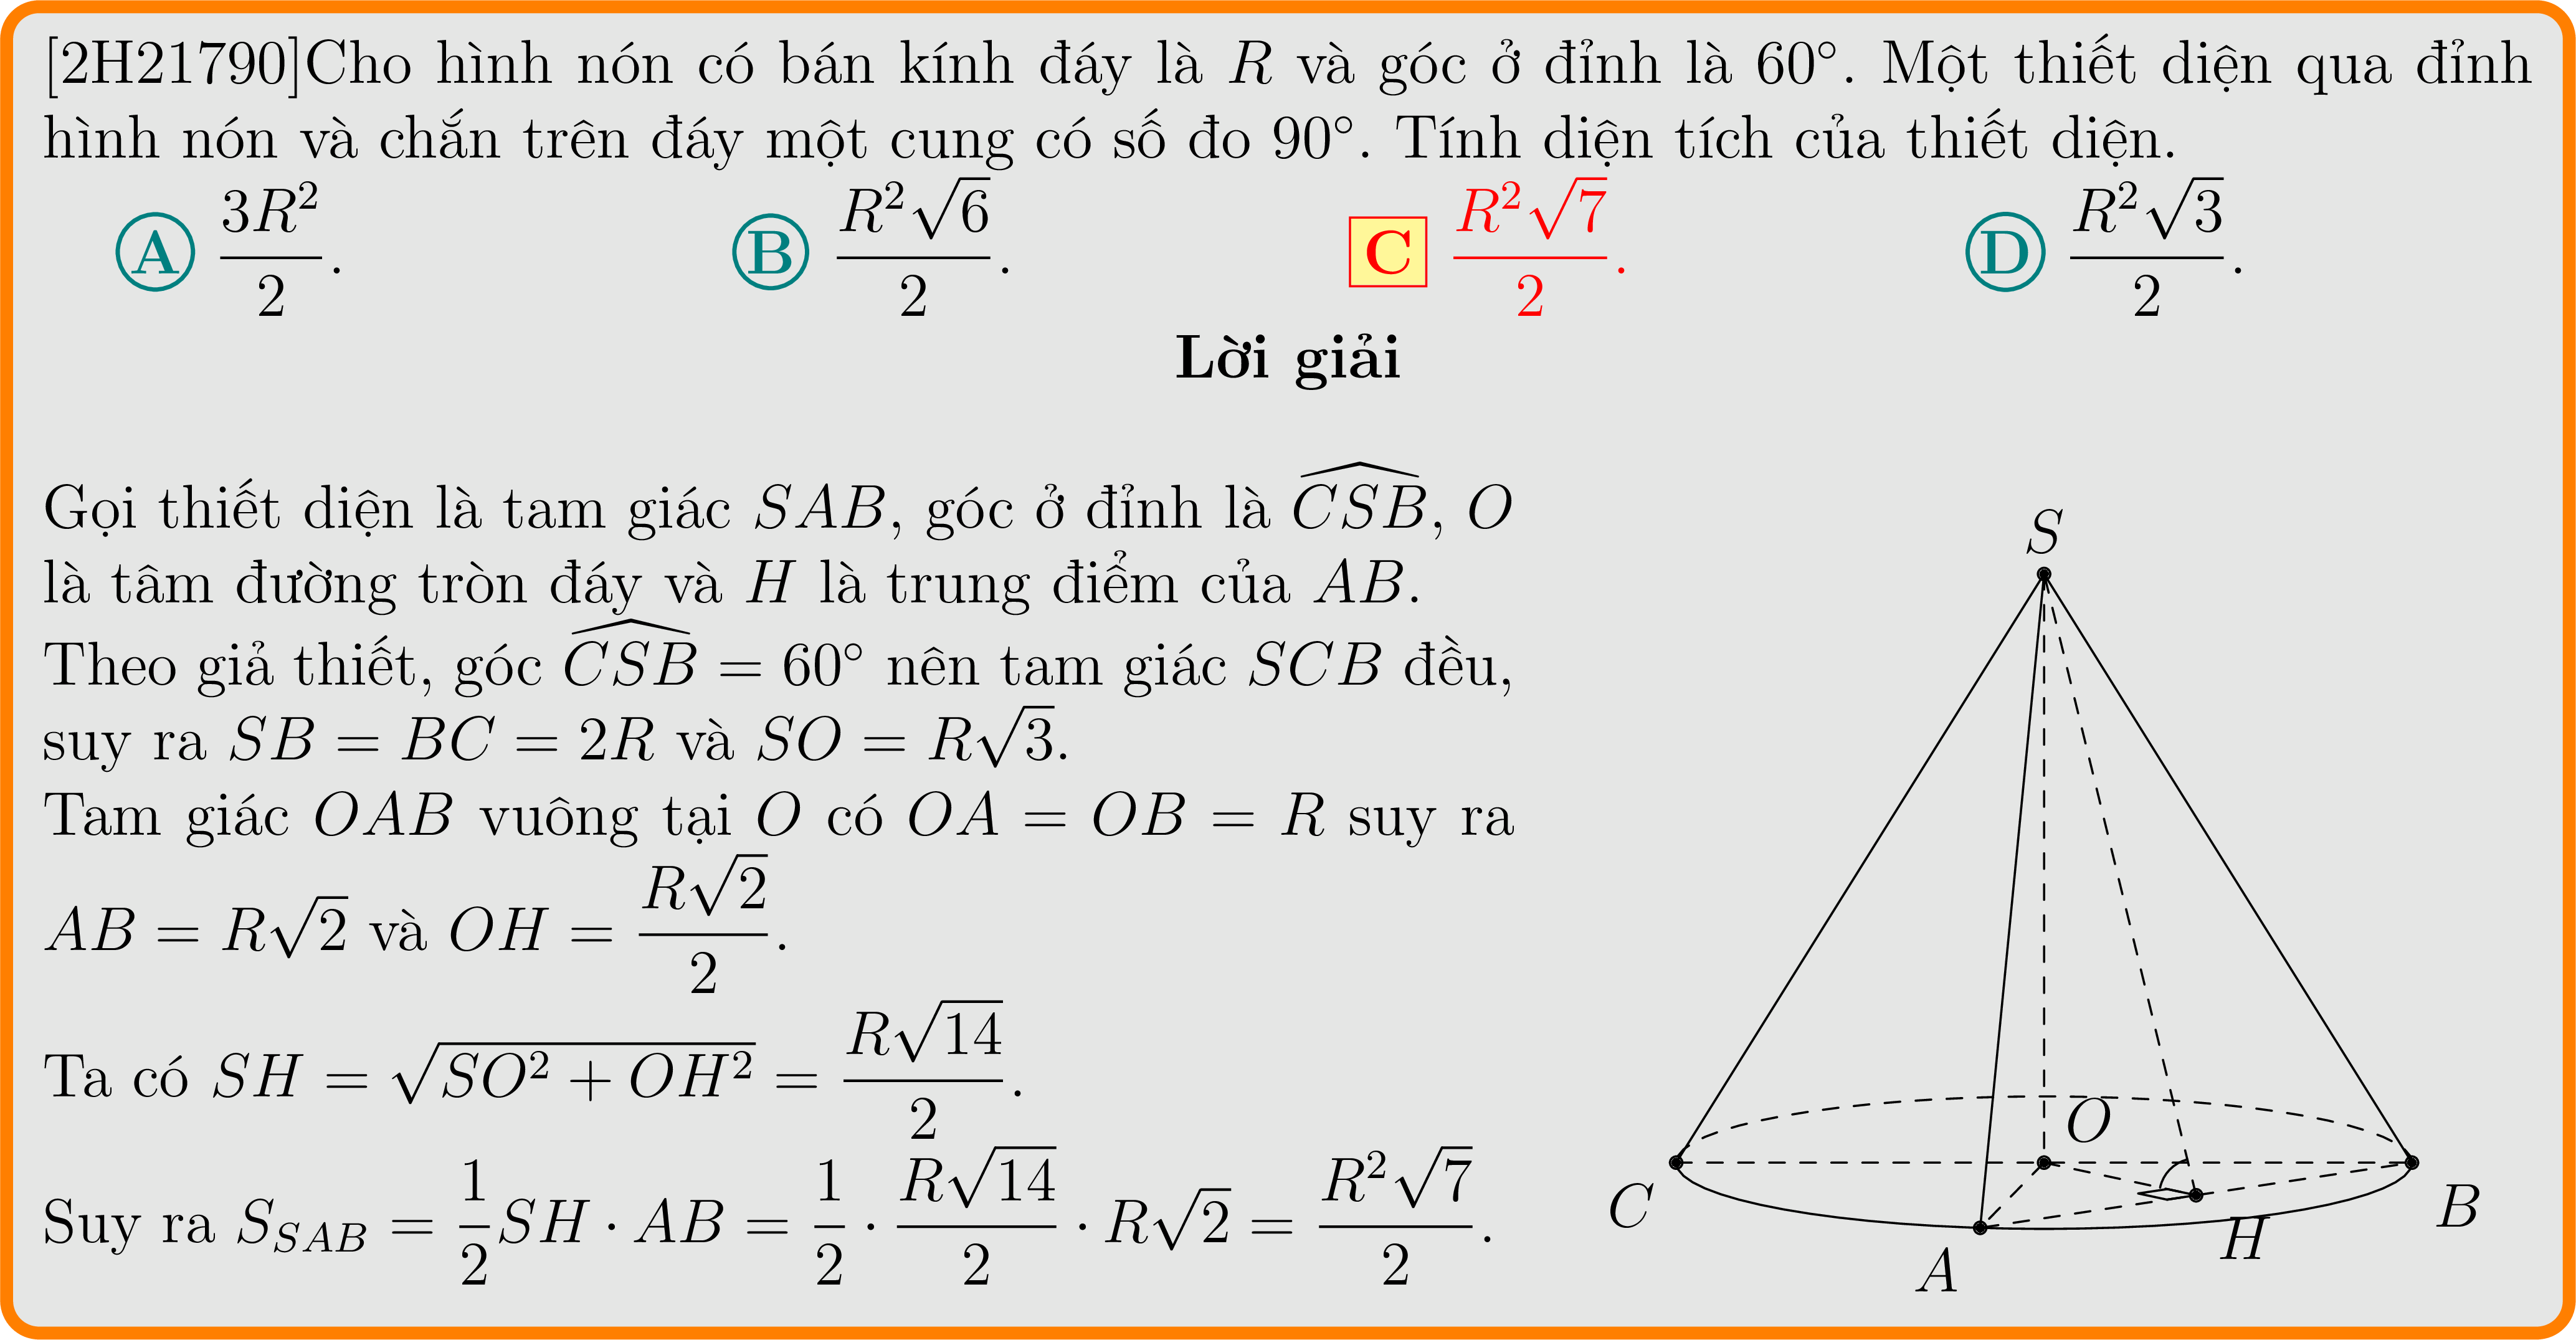 [2H21790]Cho hình nón có bán kính đáy là R và góc ở đỉnh là 60°. Một thiết diện qua đỉnh
hình nón và chắn trên đáy một cung có số đo 90°. Tính diện tích của thiết diện.
A $\frac{3R^2}{2}$. B $\frac{R^2\sqrt{6}}{2}$. C $\frac{R^2\sqrt{7}}{2}$. D $\frac{R^2\sqrt{3}}{2}$.
Lời giải
Gọi thiết diện là tam giác SAB, góc ở đỉnh là $\widehat{CSB}$, O
là tâm đường tròn đáy và H là trung điểm của AB.
Theo giả thiết, góc $\widehat{CSB}$ = 60° nên tam giác SCB đều,
suy ra SB = BC = 2R và SO = $R\sqrt{3}$.
Tam giác OAB vuông tại O có OA = OB = R suy ra
AB = $R\sqrt{2}$ và OH = $\frac{R\sqrt{2}}{2}$.
Ta có SH = $\sqrt{SO^2 + OH^2}$ = $\frac{R\sqrt{14}}{2}$.
Suy ra $S_{SAB}$ = $\frac{1}{2}SH \cdot AB$ = $\frac{1}{2} \cdot \frac{R\sqrt{14}}{2} \cdot R\sqrt{2}$ = $\frac{R^2\sqrt{7}}{2}$.
S
O
C
B
H
A